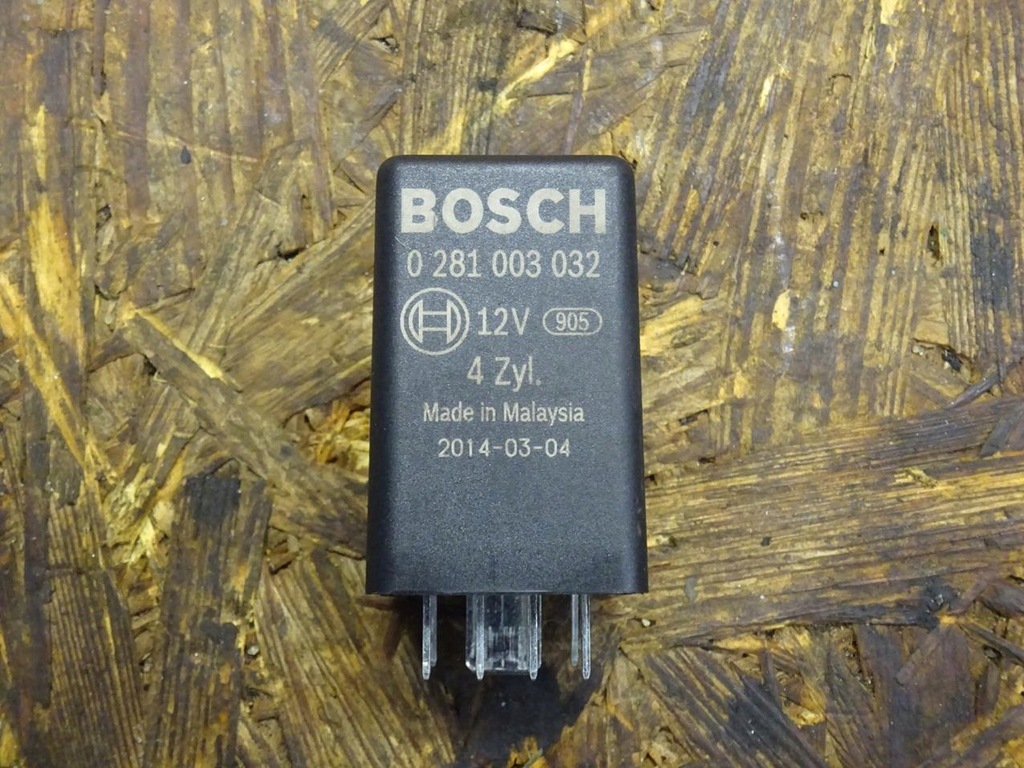 BOSCH
0 281 003 032
12V 905
4 Zyl.
Made in Malaysia
2014-03-04